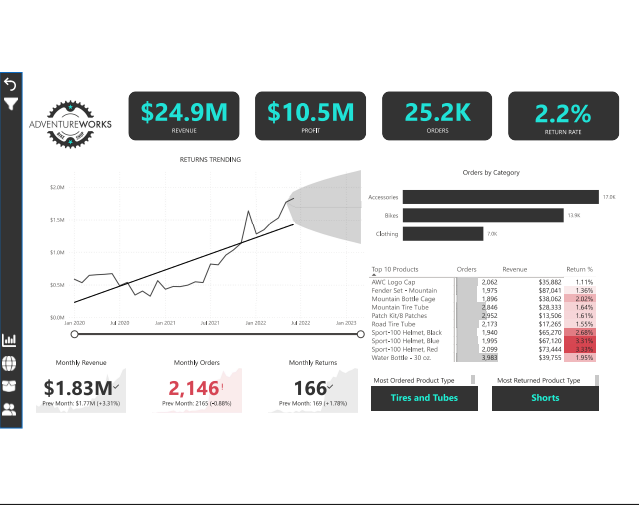 $24.9M
REVENUE
$10.5M
PROFIT
25.2K
ORDERS
2.2%
RETURN RATE
ADVENTUREWORKS
BIKE SHOP
RETURNS TRENDING
$2.0M
$1.5M
$1.0M
$0.5M
$0.0M
Jan 2020 Jul 2020 Jan 2021 Jul 2021 Jan 2022 Jul 2022 Jan 2023
Orders by Category
Accessories 17.0K
Bikes 13.9K
Clothing 7.0K
Top 10 Products Orders Revenue Return %
AWC Logo Cap 2,062 $35,882 1.11%
Fender Set - Mountain 1,975 $87,041 1.36%
Mountain Bottle Cage 1,896 $38,062 2.02%
Mountain Tire Tube 2,846 $28,333 1.64%
Patch Kit/8 Patches 2,952 $13,506 1.61%
Road Tire Tube 2,173 $17,265 1.55%
Sport-100 Helmet, Black 1,940 $65,270 2.68%
Sport-100 Helmet, Blue 1,995 $67,120 3.31%
Sport-100 Helmet, Red 2,099 $73,444 3.33%
Water Bottle - 30 oz. 3,983 $39,755 1.95%
Monthly Revenue
$1.83M
Prev Month: $1.77M (+3.31%)
Monthly Orders
2,146!
Prev Month: 2165 (-0.88%)
Monthly Returns
166
Prev Month: 169 (+1.78%)
Most Ordered Product Type
Tires and Tubes
Most Returned Product Type
Shorts